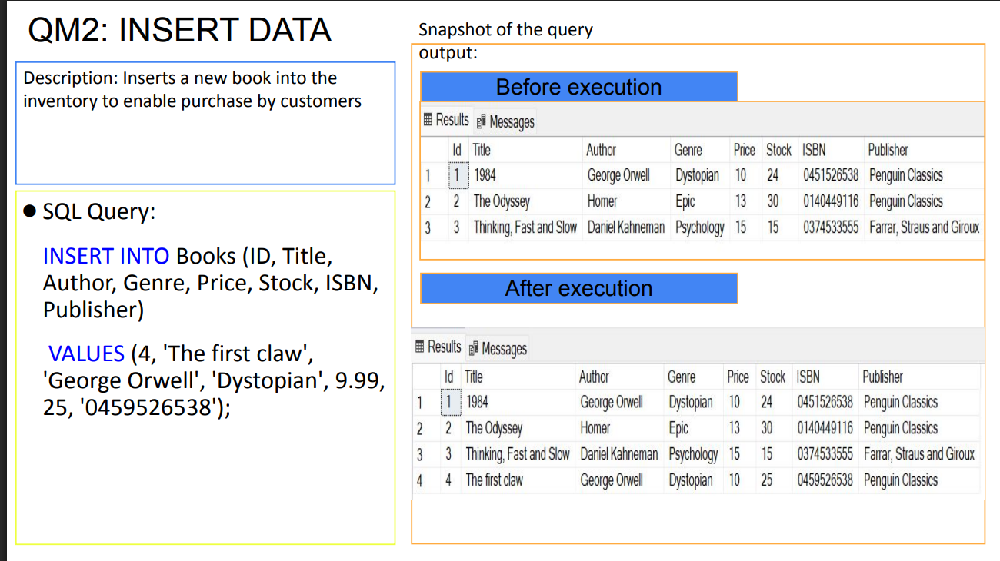 QM2: INSERT DATA
Description: Inserts a new book into the
inventory to enable purchase by customers
● SQL Query:
INSERT INTO Books (ID, Title,
Author, Genre, Price, Stock, ISBN,
Publisher)
VALUES (4, 'The first claw',
'George Orwell', 'Dystopian', 9.99,
25, '0459526538');
Snapshot of the query
output:
Before execution
Results Messages
Id Title Author Genre Price Stock ISBN Publisher
1 1 1984 George Orwell Dystopian 10 24 0451526538 Penguin Classics
2 2 The Odyssey Homer Epic 13 30 0140449116 Penguin Classics
3 3 Thinking, Fast and Slow Daniel Kahneman Psychology 15 15 0374533555 Farrar, Straus and Giroux
After execution
Results Messages
Id Title Author Genre Price Stock ISBN Publisher
1 1 1984 George Orwell Dystopian 10 24 0451526538 Penguin Classics
2 2 The Odyssey Homer Epic 13 30 0140449116 Penguin Classics
3 3 Thinking, Fast and Slow Daniel Kahneman Psychology 15 15 0374533555 Farrar, Straus and Giroux
4 4 The first claw George Orwell Dystopian 10 25 0459526538 Penguin Classics